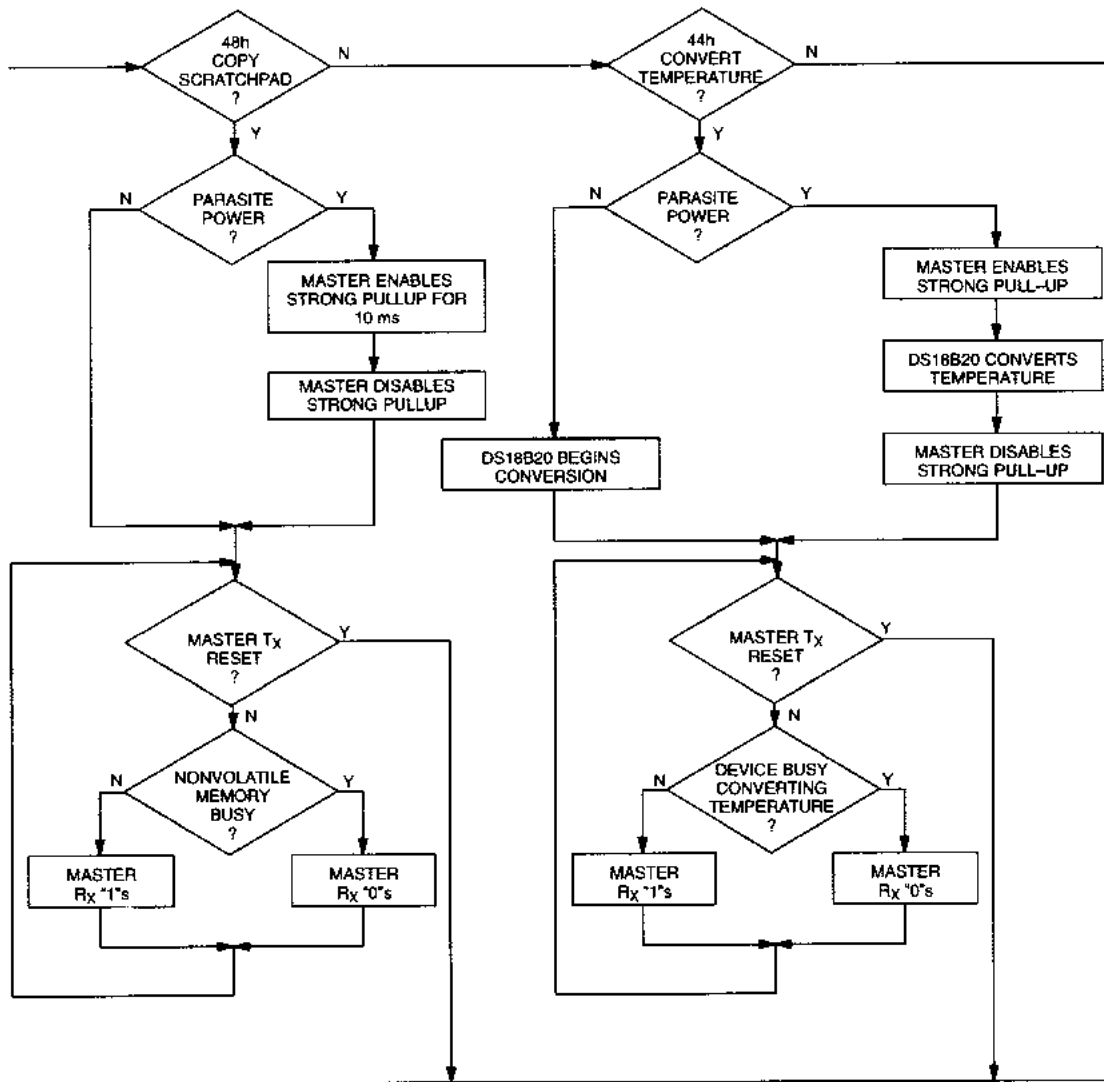 48h
COPY
SCRATCHPAD
?
N
Y
44h
CONVERT
TEMPERATURE
?
N
Y
PARASITE
POWER
?
N
Y
PARASITE
POWER
?
N
Y
MASTER ENABLES
STRONG PULLUP FOR
10 ms
MASTER DISABLES
STRONG PULLUP
MASTER ENABLES
STRONG PULL–UP
DS18B20 CONVERTS
TEMPERATURE
DS18B20 BEGINS
CONVERSION
MASTER DISABLES
STRONG PULL–UP
MASTER TX
RESET
?
Y
N
MASTER TX
RESET
?
Y
N
NONVOLATILE
MEMORY
BUSY
?
N
Y
DEVICE BUSY
CONVERTING
TEMPERATURE
?
N
Y
MASTER
RX "1"s
MASTER
RX "0"s
MASTER
RX "1"s
MASTER
RX "0"s